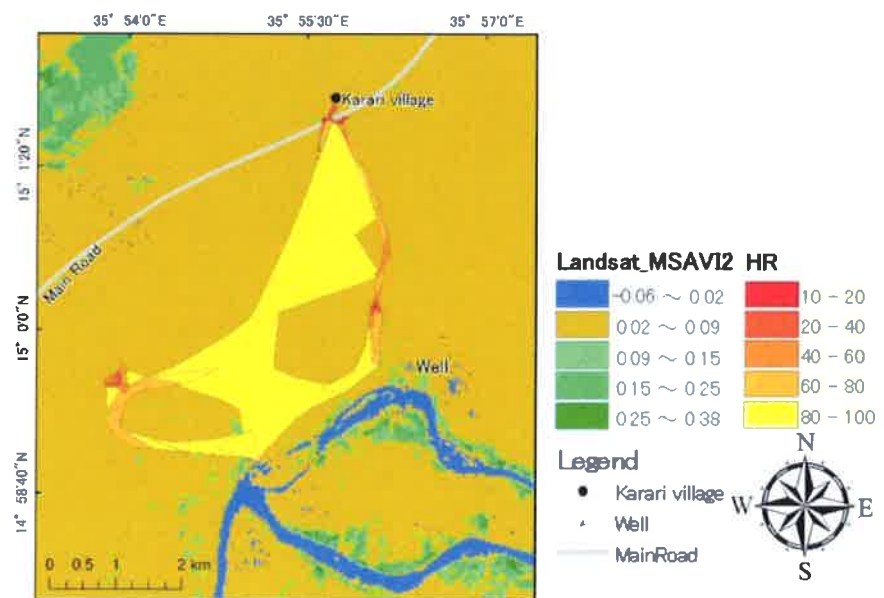 35° 54′0″E 35° 55′30″E 35° 57′0″E
15° 1′20″N
15° 0′0″N
14° 58′40″N
Karari village
Main Road
Well
0 0.5 1 2 km
Landsat_MSAVI2 HR
-0.06 ~ 0.02 10 - 20
0.02 ~ 0.09 20 - 40
0.09 ~ 0.15 40 - 60
0.15 ~ 0.25 60 - 80
0.25 ~ 0.38 80 - 100
Legend
Karari village
Well
MainRoad
N
W E
S